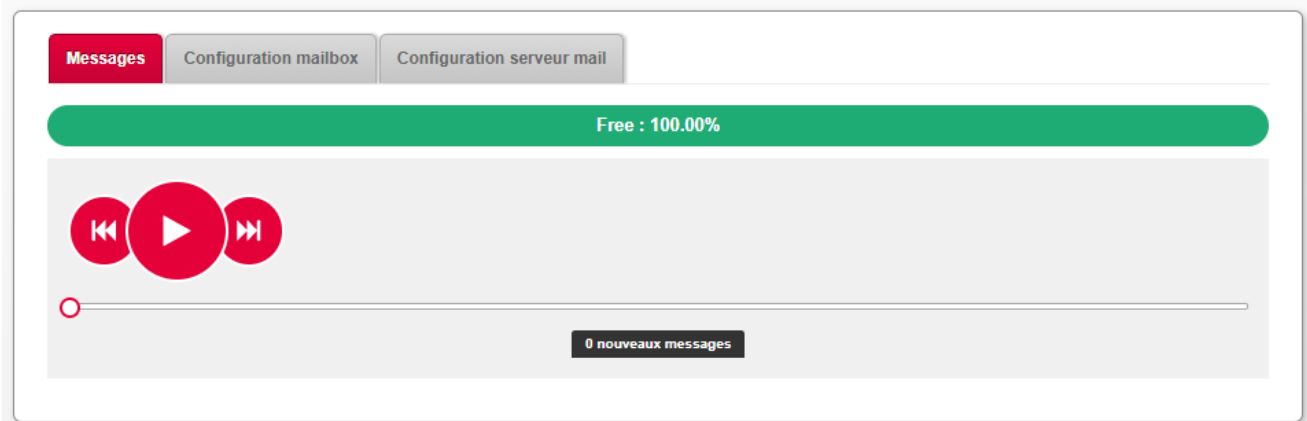 Messages
Configuration mailbox
Configuration serveur mail
Free : 100.00%
0 nouveaux messages